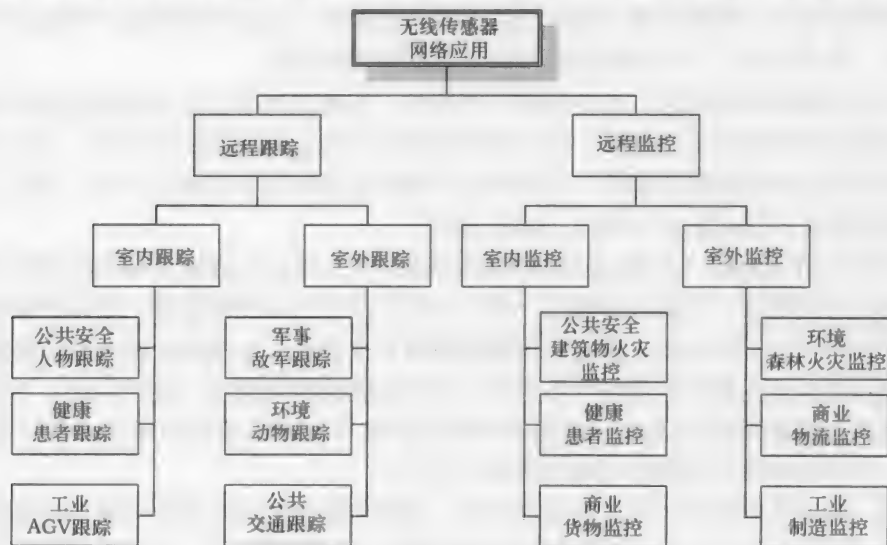 无线传感器
网络应用
远程跟踪
远程监控
室内跟踪
室外跟踪
室内监控
室外监控
公共安全
人物跟踪
军事
敌军跟踪
公共安全
建筑物火灾
监控
环境
森林火灾监控
健康
患者跟踪
环境
动物跟踪
健康
患者监控
商业
物流监控
工业
AGV跟踪
公共
交通跟踪
商业
货物监控
工业
制造监控